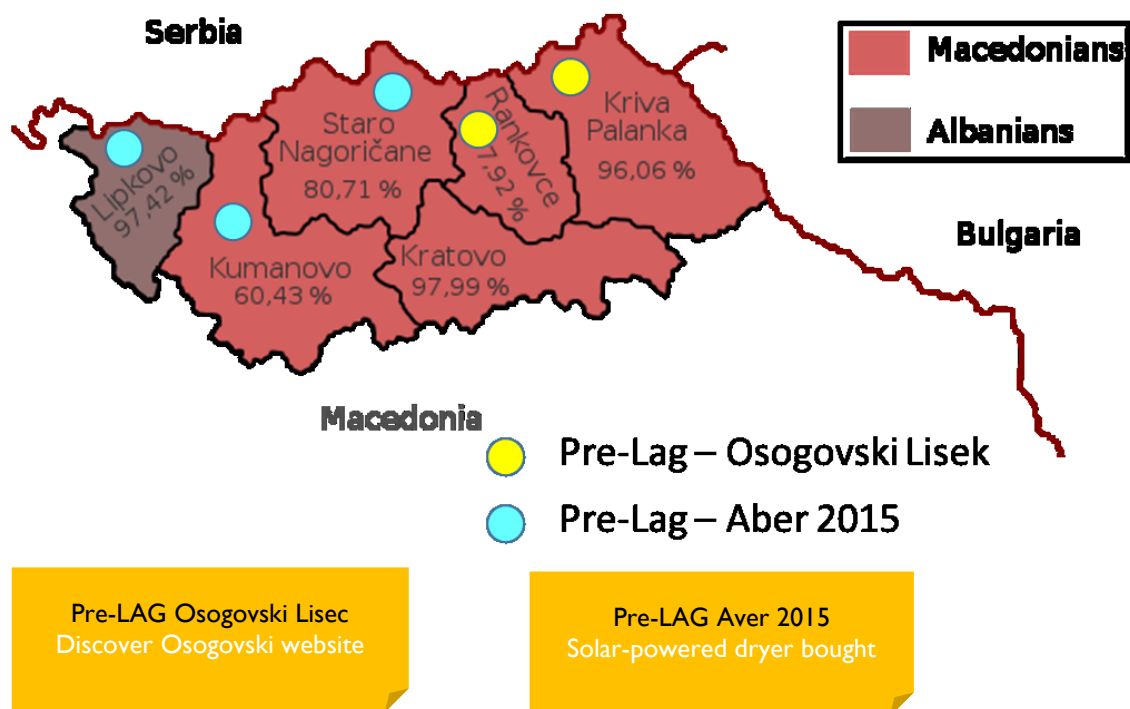 Serbia
Macedonians
Albanians
Kriva
Palanka
96,06 %
Rankovce
7,92 %
Staro
Nagoričane
80,71 %
Lipkovo
97,42 %
Kumanovo
60,43 %
Kratovo
97,99 %
Bulgaria
Macedonia
Pre-Lag – Osogovski Lisek
Pre-Lag – Aber 2015
Pre-LAG Osogovski Lisec
Discover Osogovski website
Pre-LAG Aver 2015
Solar-powered dryer bought